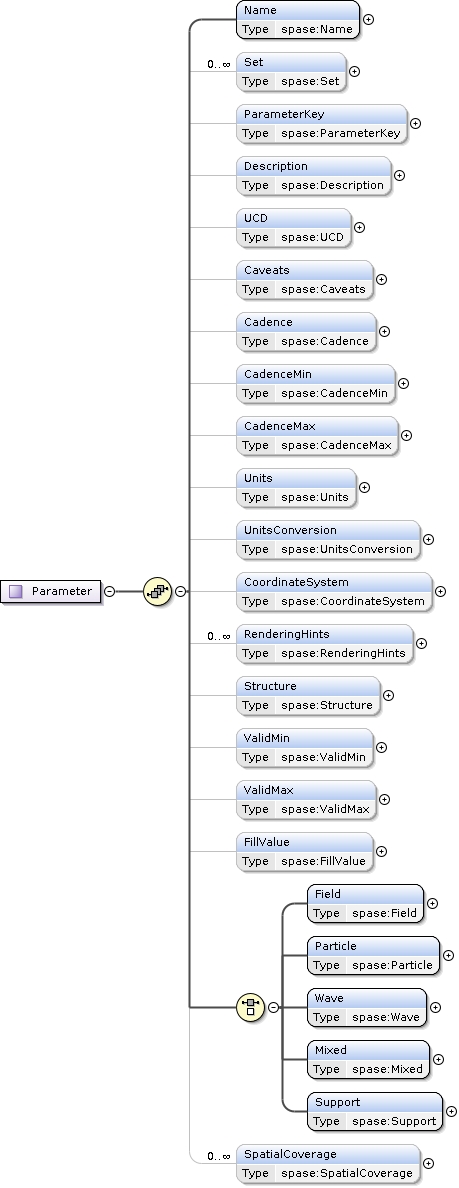 Name
Type spase:Name
0..∞
Set
Type spase:Set
ParameterKey
Type spase:ParameterKey
Description
Type spase:Description
UCD
Type spase:UCD
Caveats
Type spase:Caveats
Cadence
Type spase:Cadence
CadenceMin
Type spase:CadenceMin
CadenceMax
Type spase:CadenceMax
Units
Type spase:Units
UnitsConversion
Type spase:UnitsConversion
Parameter
CoordinateSystem
Type spase:CoordinateSystem
0..∞
RenderingHints
Type spase:RenderingHints
Structure
Type spase:Structure
ValidMin
Type spase:ValidMin
ValidMax
Type spase:ValidMax
FillValue
Type spase:FillValue
Field
Type spase:Field
Particle
Type spase:Particle
Wave
Type spase:Wave
Mixed
Type spase:Mixed
Support
Type spase:Support
0..∞
SpatialCoverage
Type spase:SpatialCoverage